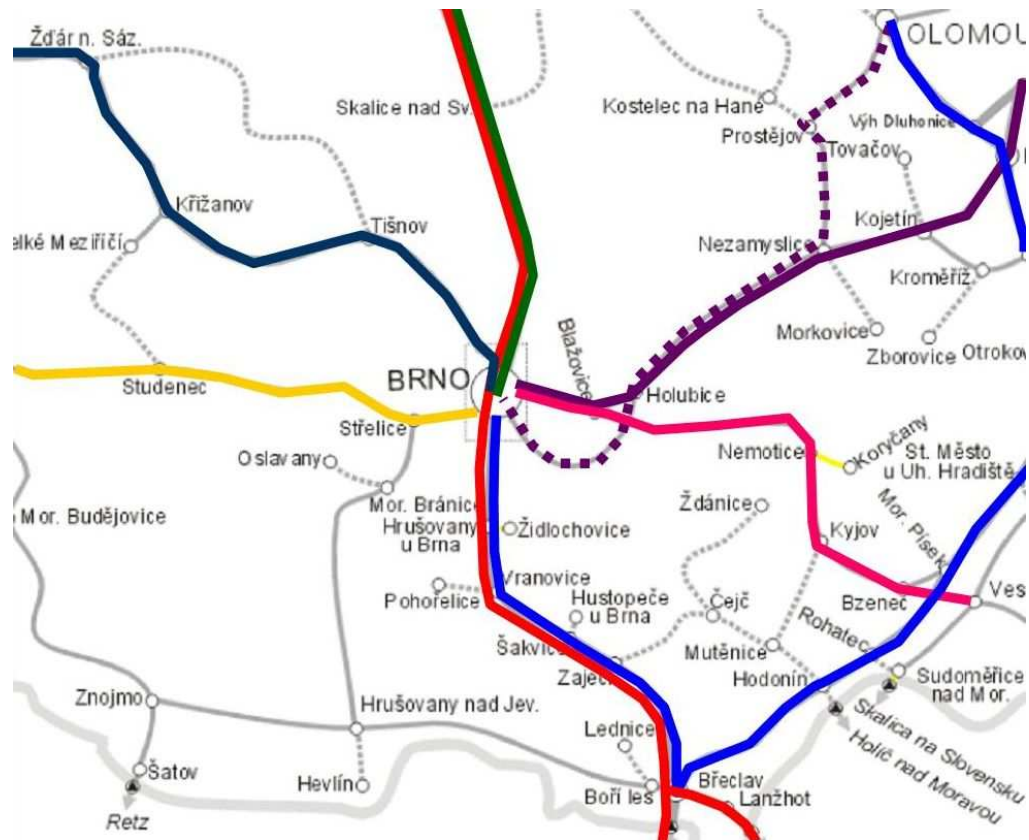 Žďár n. Sáz.
OLOMOU
Skalice nad Sv.
Kostelec na Hané
Prostějov
Výh Dluhonice
Tovačov
Křižanov
Tišnov
elké Meziříčí
Kojetín
Nezamyslice
Kroměříž
Blažovice
Morkovice
Zborovice
Otrokov
BRNO
Studenec
Holubice
Střelice
Nemotice
Koryčany
St. Město
u Uh. Hradiště
Oslavany
Mor. Bránice
Ždánice
Mor. Budějovice
Hrušovany
u Brna
Židlochovice
Kyjov
Mor. Písek
Vranovice
Pohořelice
Hustopeče
u Brna
Čejč
Bzenec
Ves
Šakvice
Rohatec
Zaječí
Mutěnice
Hodonín
Sudoměřice
nad Mor.
Znojmo
Hrušovany nad Jev.
Lednice
Skalica na Slovensku
Holíč nad Moravou
Šatov
Hevlín
Boří les
Břeclav
Lanžhot
Retz